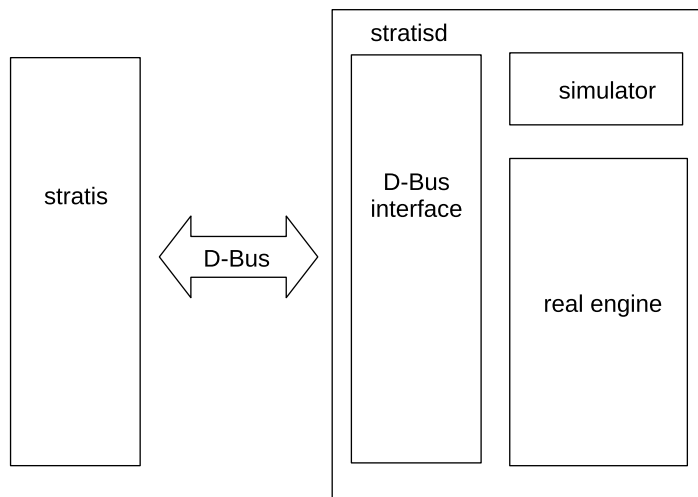 stratisd
simulator
stratis
D-Bus
interface
D-Bus
real engine